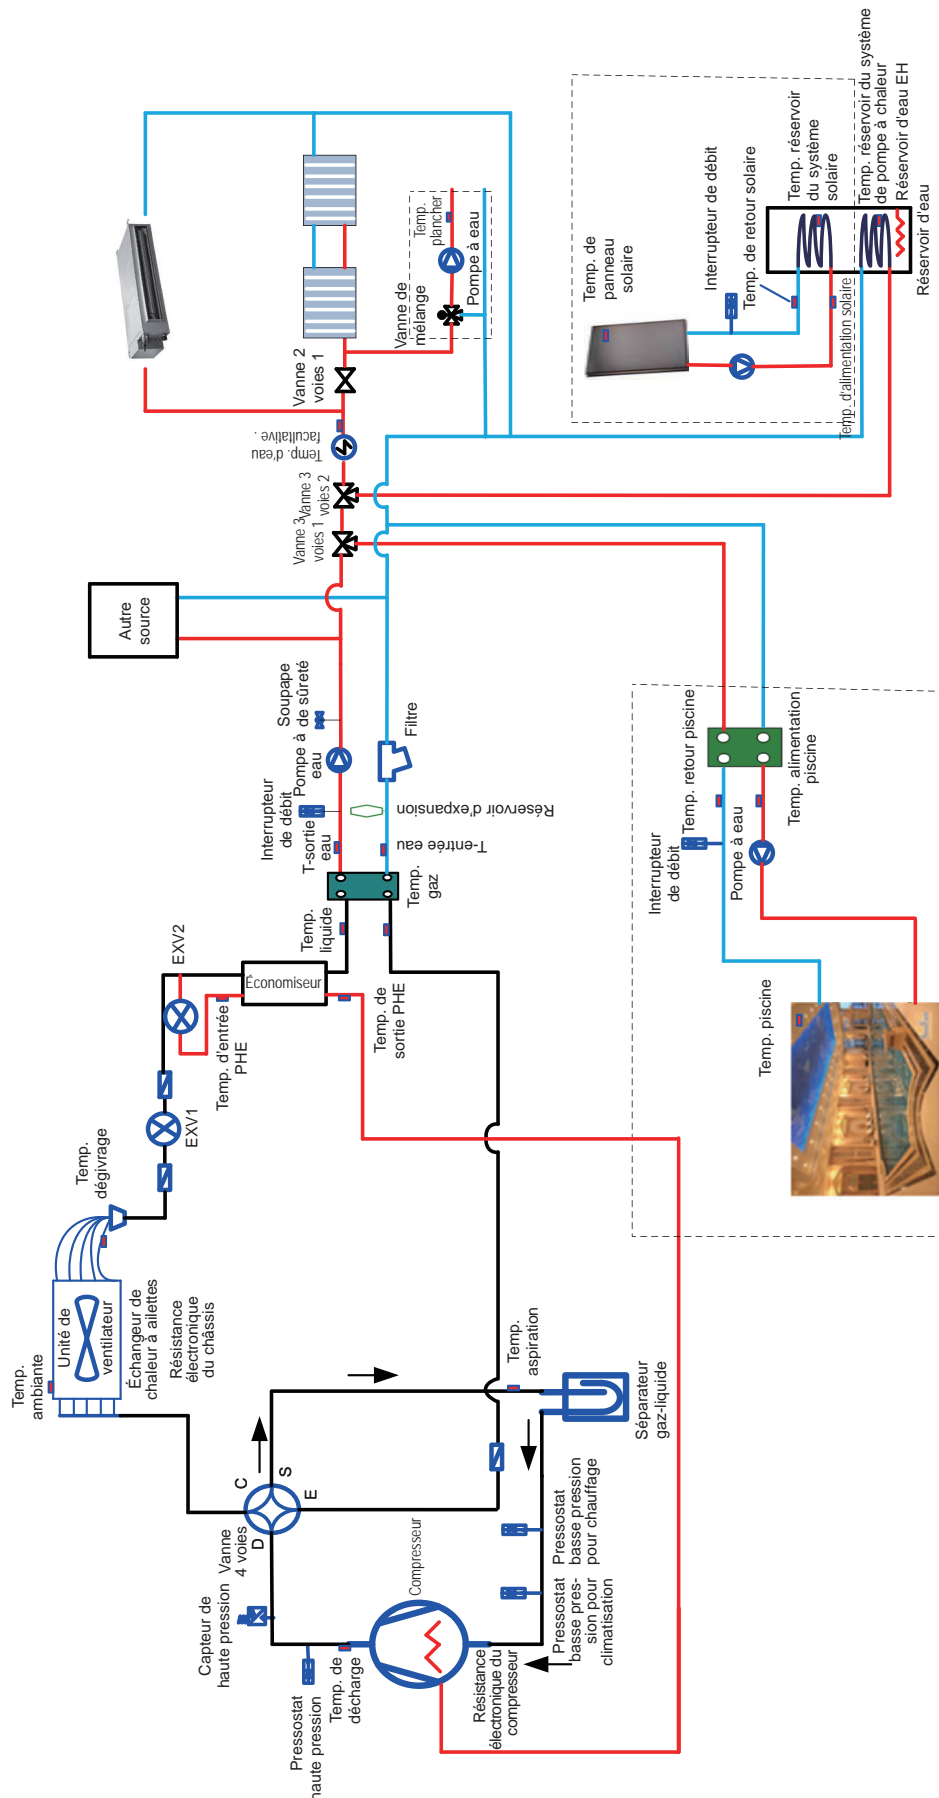 Temp.
plancher
Vanne de
mélange
Pompe à eau
Vanne 2
voies 1
Temp. d'eau
facultative .
Vanne 3
voies 2
Vanne 3
voies 1
Temp. de
panneau
solaire
Interrupteur de débit
Temp. de retour solaire
Temp. réservoir
du système
solaire
Temp. réservoir du système
de pompe à chaleur
Réservoir d'eau EH
Réservoir d'eau
Temp. d'alimentation solaire
Autre
source
Soupape
de sûreté
Pompe à
eau
Filtre
Interrupteur
de débit
T-sortie
eau
Réservoir d'expansion
T-entrée eau
Temp.
gaz
Temp.
liquide
EXV2
Économiseur
Temp. d'entrée
PHE
Temp. de
sortie PHE
EXV1
Temp.
dégivrage
Temp. retour piscine
Temp. alimentation
piscine
Interrupteur
de débit
Pompe à eau
Temp. piscine
Temp.
ambiante
Unité de
ventilateur
Échangeur de
chaleur à ailettes
Résistance
électronique
du châssis
Temp.
aspiration
Séparateur
gaz-liquide
C
S
E
D
Vanne
4 voies
Capteur de
haute pression
Pressostat
haute pression
Temp. de
décharge
Compresseur
Résistance
électronique du
compresseur
Pressostat
basse pression
pour chauffage
Pressostat
basse pres-
sion pour
climatisation